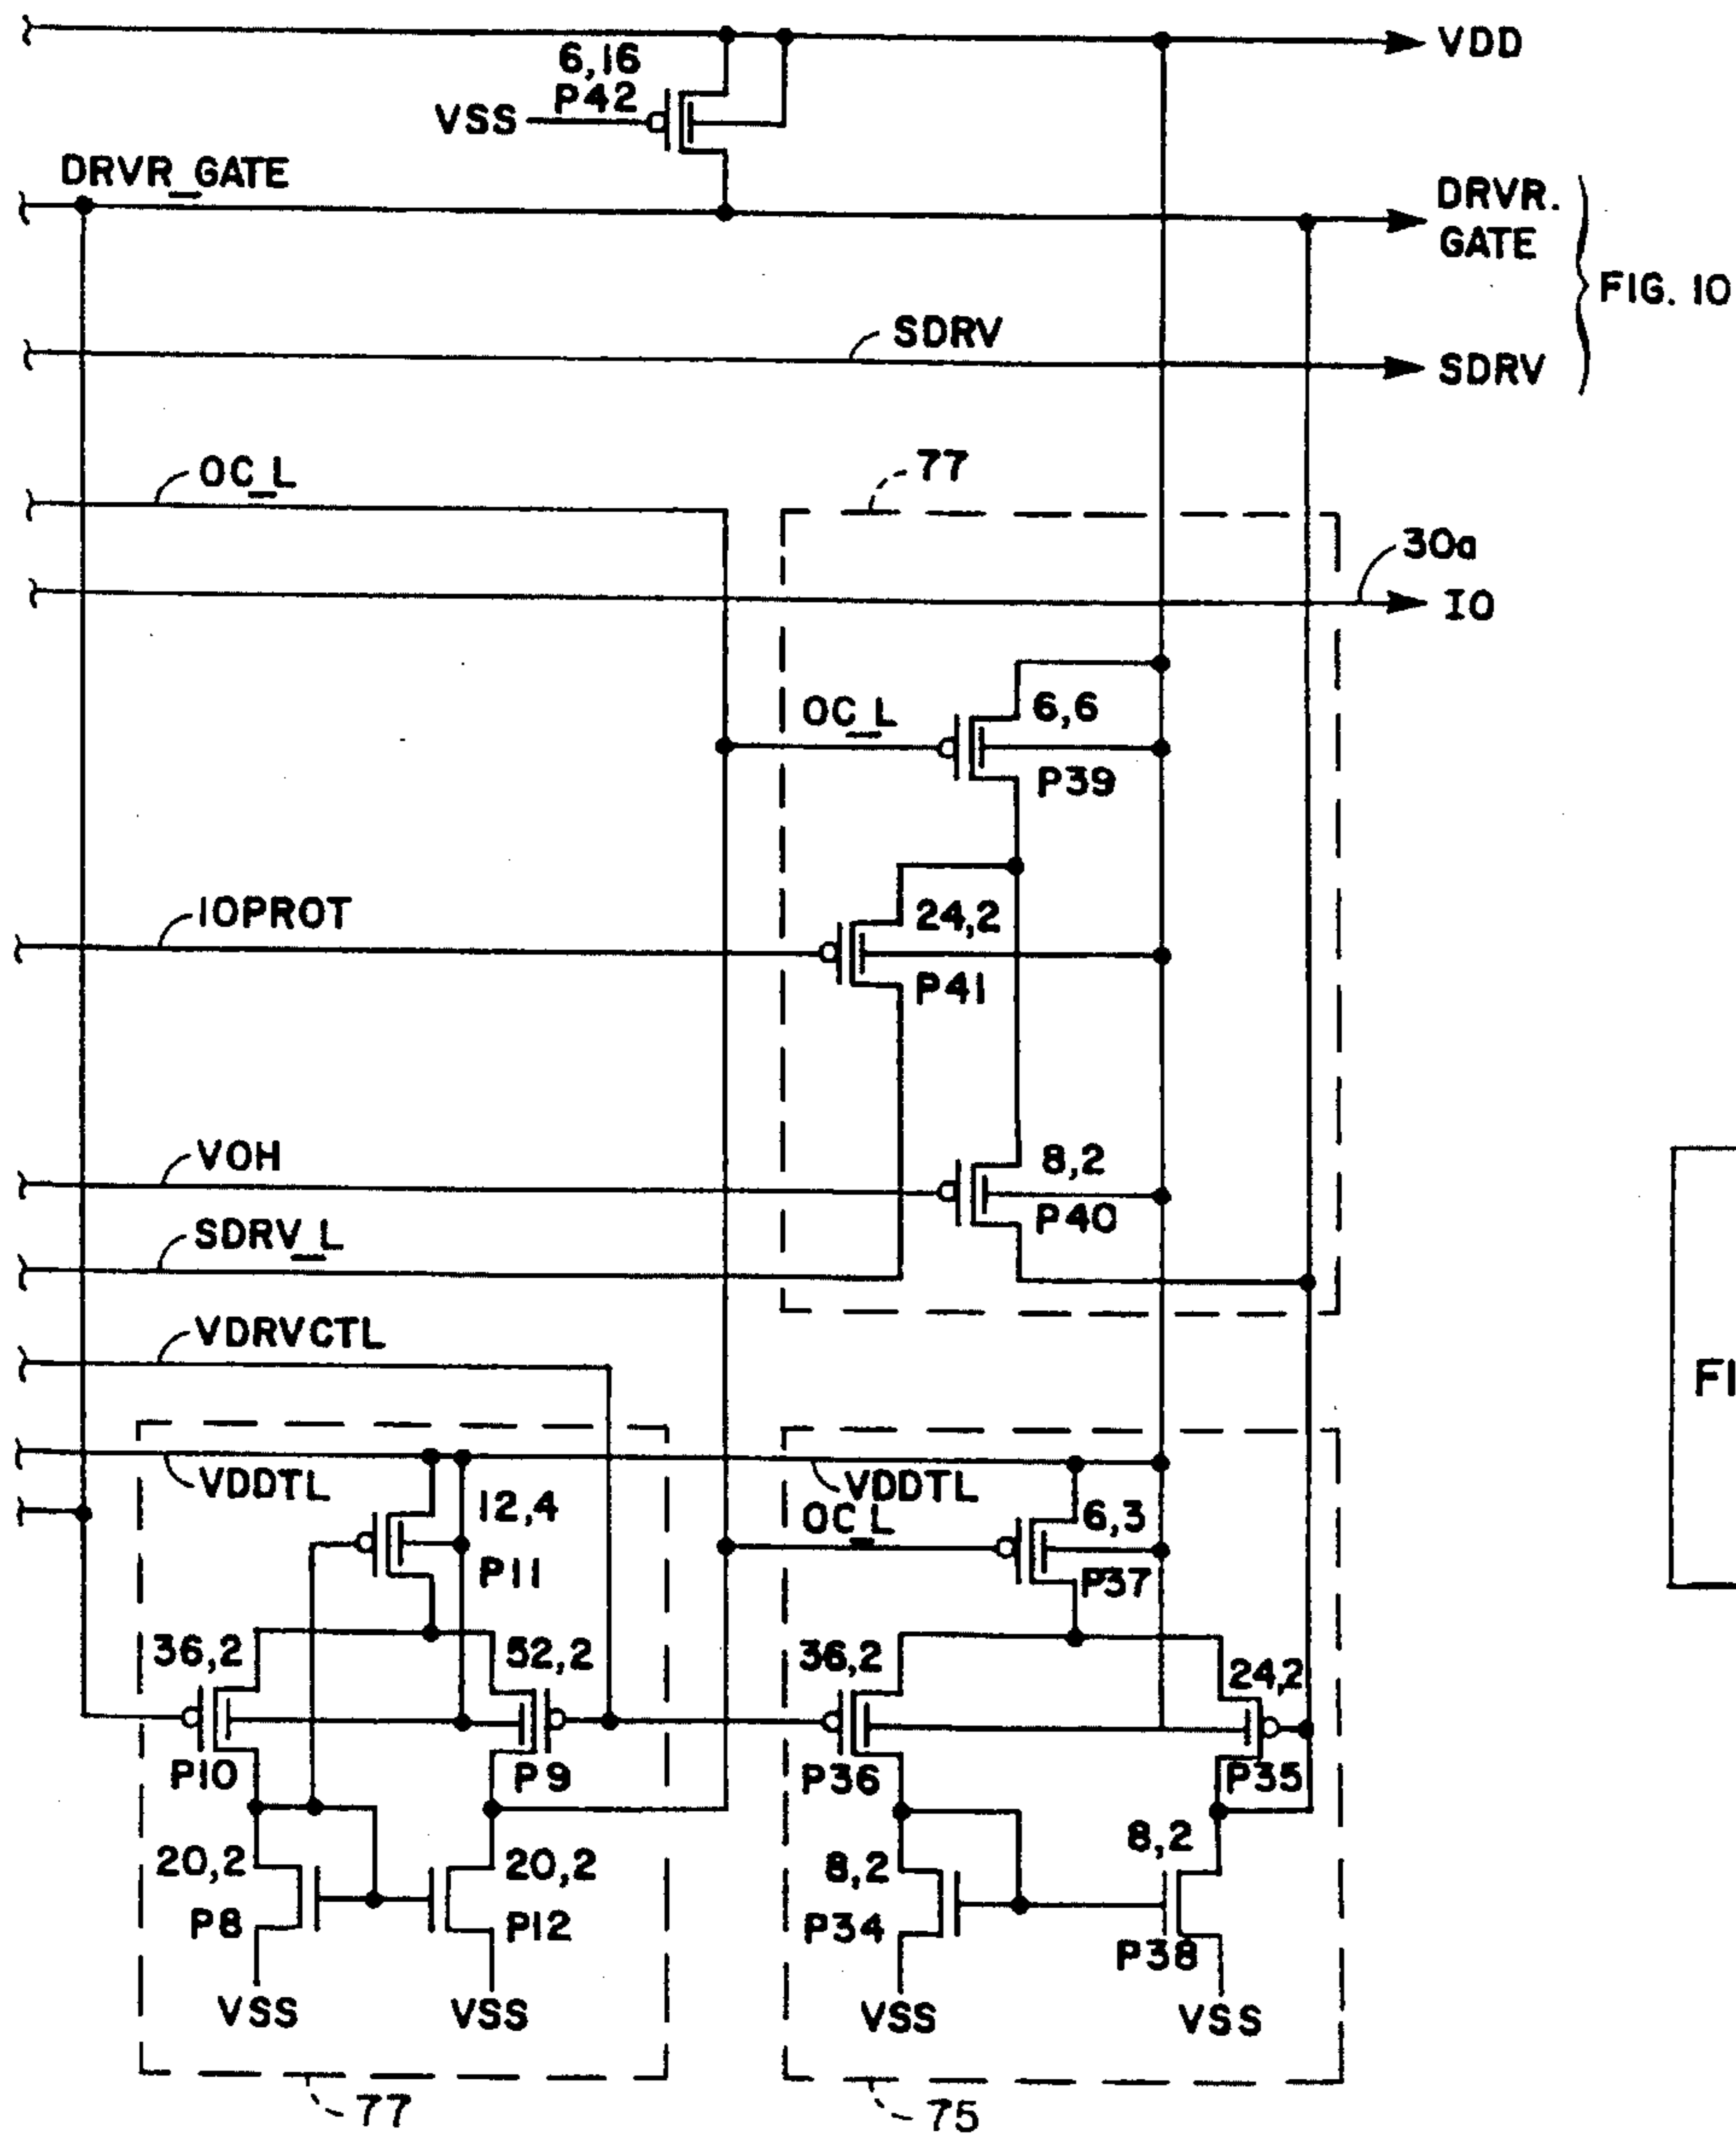 VDD
6,16
P42
VSS
DRVR_GATE
DRVR.
GATE
FIG. 10
SDRV
SDRV
OC_L
77
30a
IO
OC_L
6,6
P39
IOPROT
24,2
P41
VOH
8,2
P40
SDRV_L
VDRVCTL
VDDTL
VDDTL
12,4
P11
OC_L
6,3
P37
36,2
52,2
36,2
24,2
P10
P9
P36
P35
20,2
20,2
8,2
8,2
P8
P12
P34
P38
VSS
VSS
VSS
VSS
77
75